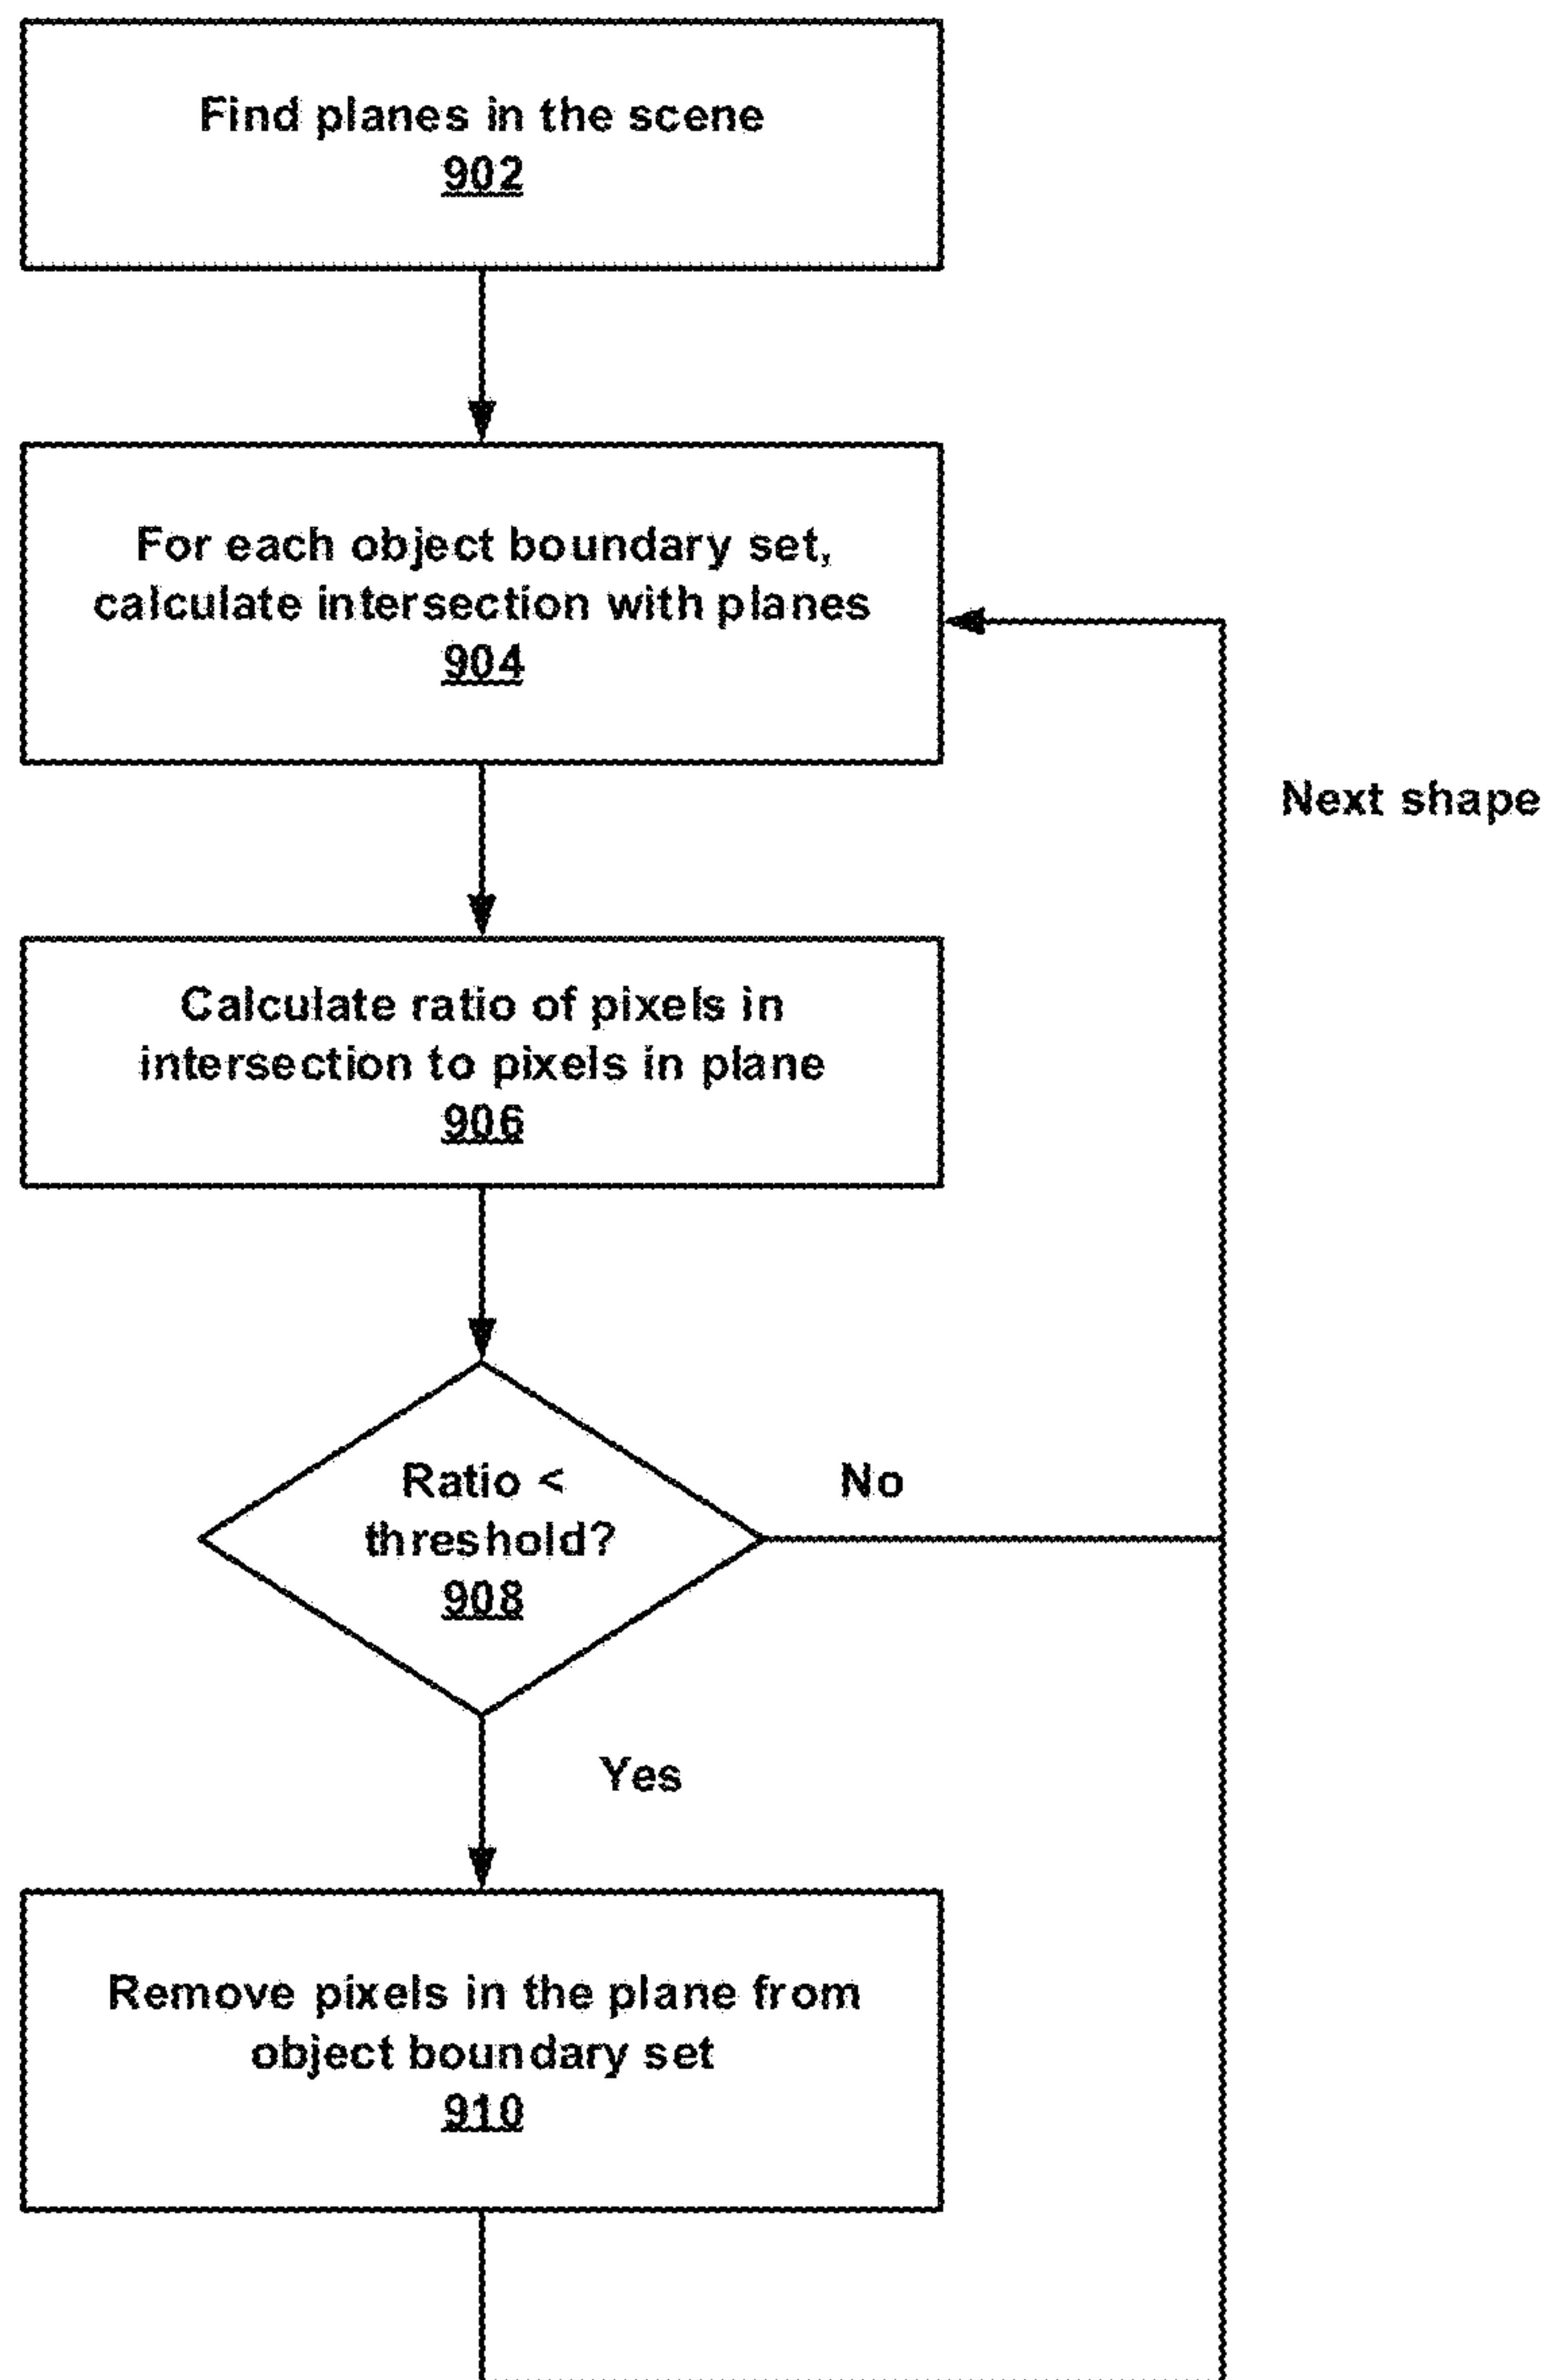 Find planes in the scene
902
For each object boundary set,
calculate intersection with planes
904
Next shape
Calculate ratio of pixels in
intersection to pixels in plane
906
Ratio <
threshold?
908
No
Yes
Remove pixels in the plane from
object boundary set
910